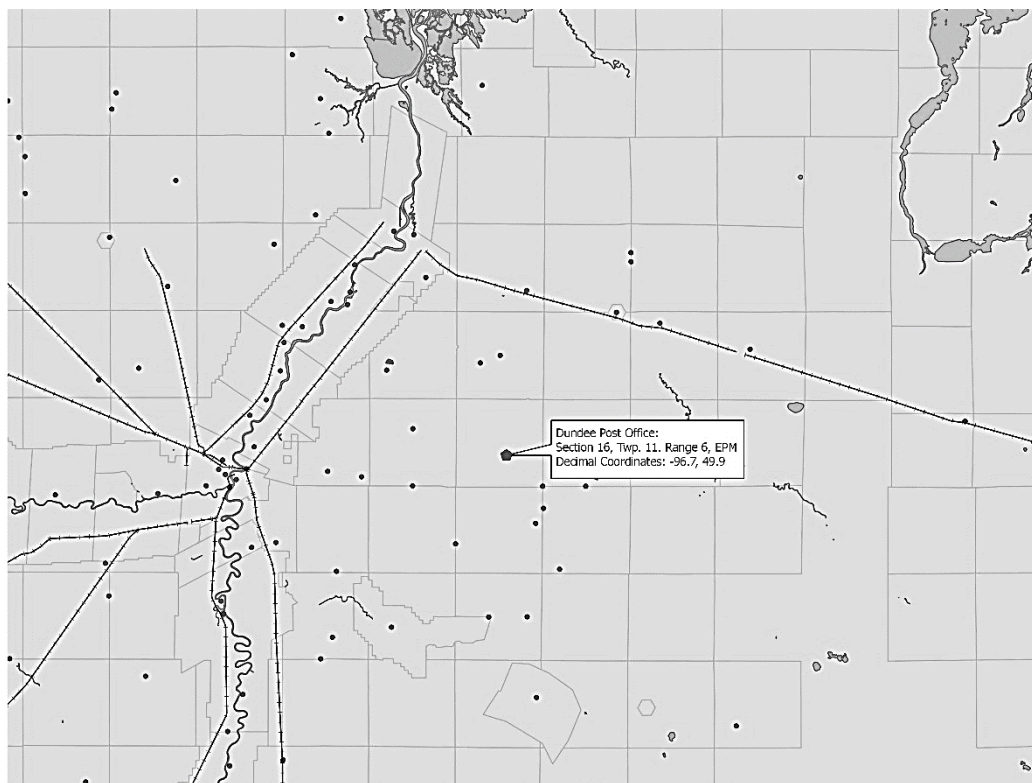 Dundee Post Office:
Section 16, Twp. 11. Range 6, EPM
Decimal Coordinates: -96.7, 49.9